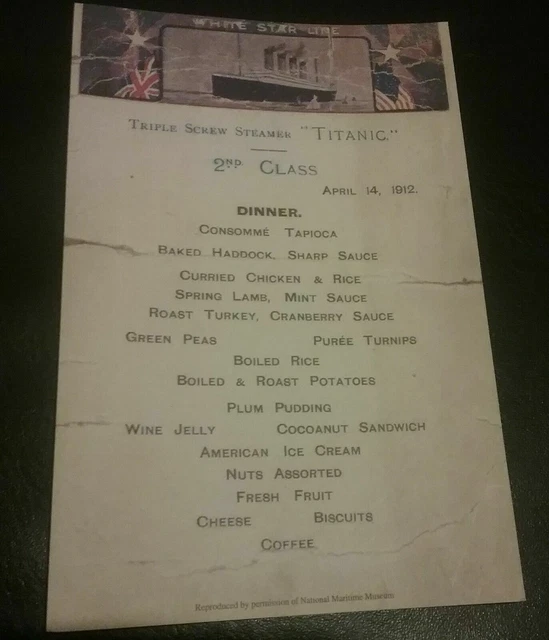 WHITE STAR LINE
TRIPLE SCREW STEAMER "TITANIC."
2ND CLASS
APRIL 14, 1912.
DINNER.
CONSOMMÉ TAPIOCA
BAKED HADDOCK, SHARP SAUCE
CURRIED CHICKEN & RICE
SPRING LAMB, MINT SAUCE
ROAST TURKEY, CRANBERRY SAUCE
GREEN PEAS PURÉE TURNIPS
BOILED RICE
BOILED & ROAST POTATOES
PLUM PUDDING
WINE JELLY COCOANUT SANDWICH
AMERICAN ICE CREAM
NUTS ASSORTED
FRESH FRUIT
CHEESE BISCUITS
COFFEE
Reproduced by permission of National Maritime Museum